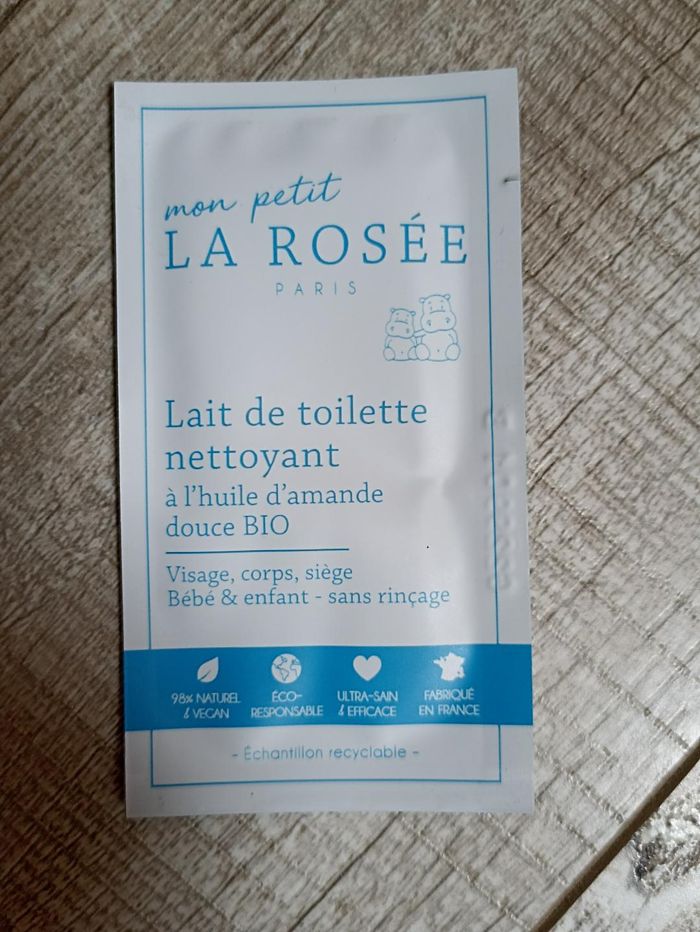 mon petit
LA ROSÉE
PARIS
Lait de toilette
nettoyant
à l'huile d'amande
douce BIO
Visage, corps, siège
Bébé & enfant - sans rinçage
98% NATUREL
& VEGAN
ÉCO-
RESPONSABLE
ULTRA-SAIN
& EFFICACE
FABRIQUÉ
EN FRANCE
- Échantillon recyclable -